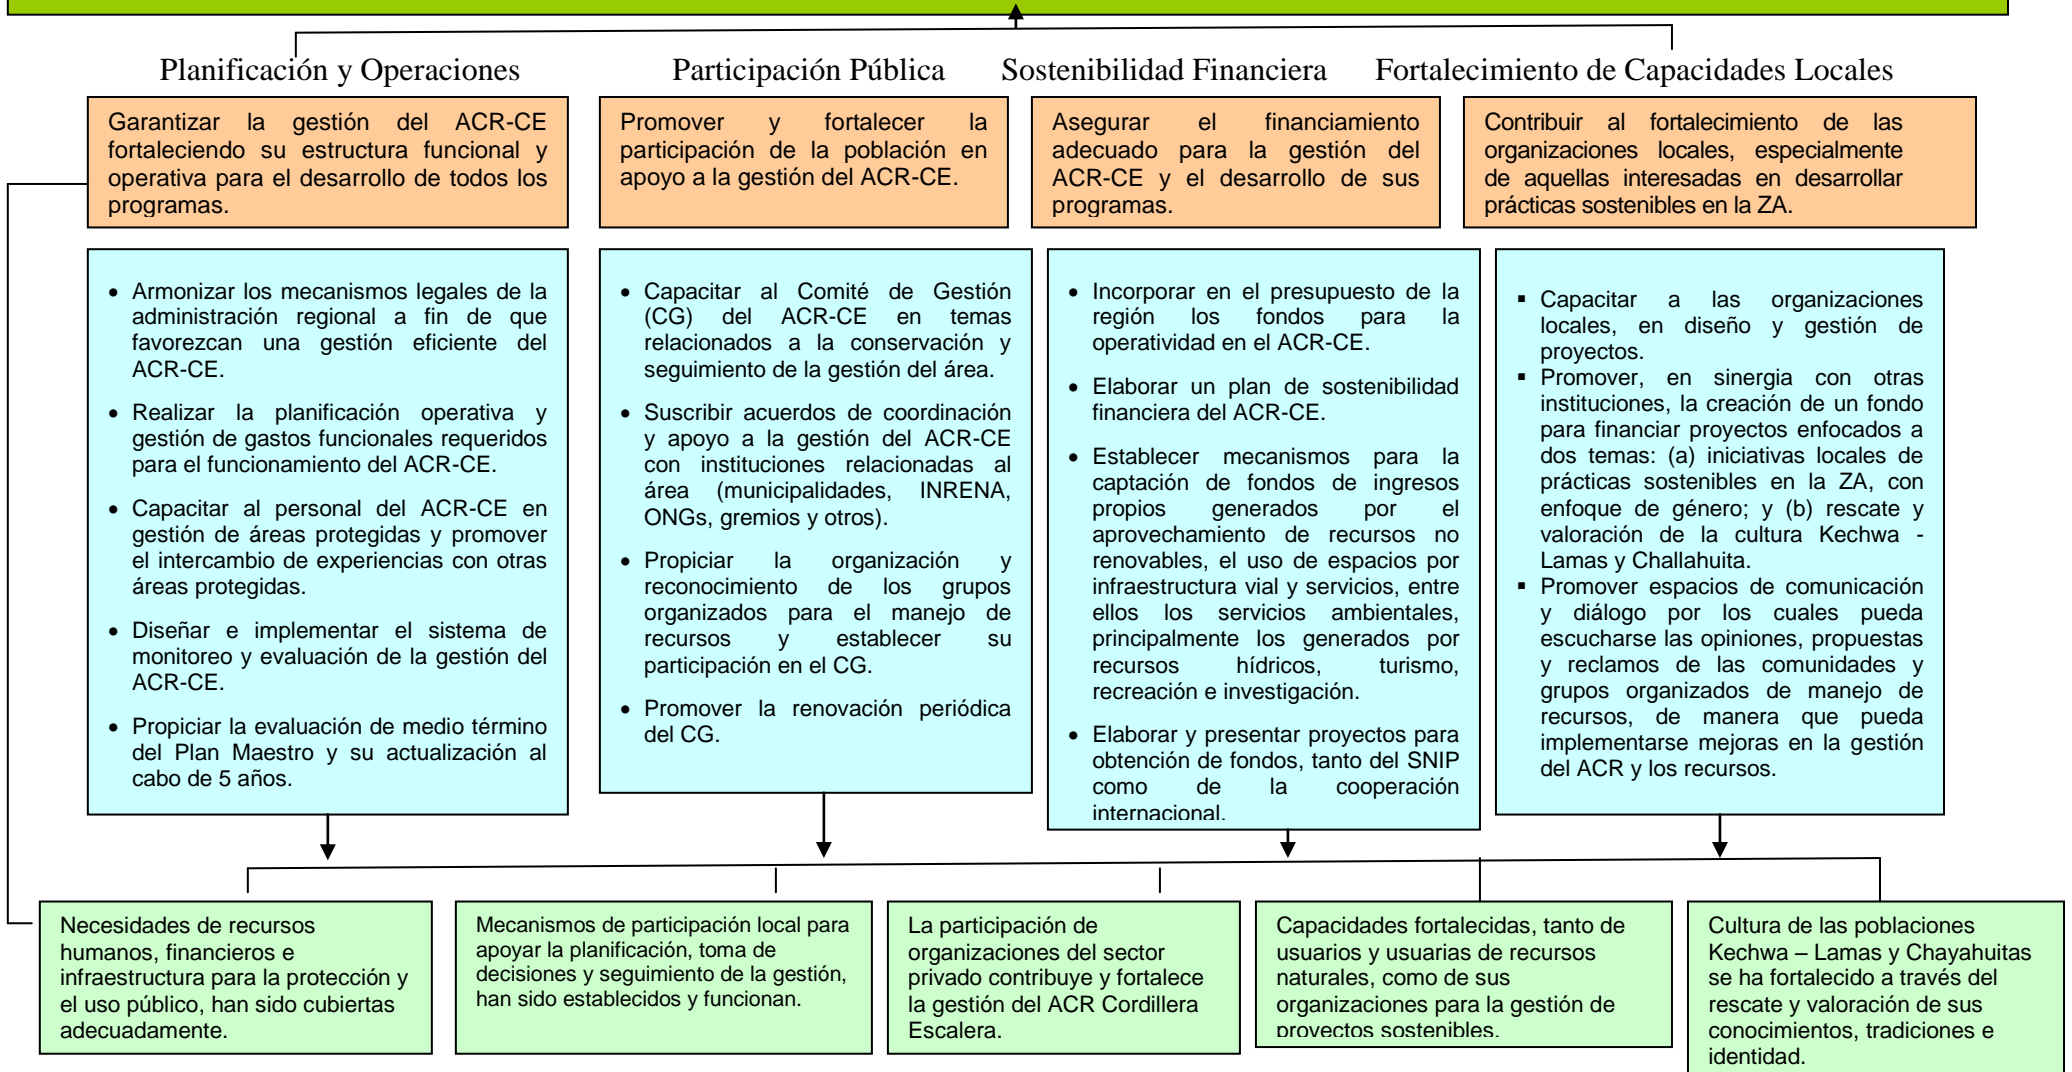 Planificación y Operaciones
Participación Pública
Sostenibilidad Financiera
Fortalecimiento de Capacidades Locales
Garantizar la gestión del ACR-CE
fortaleciendo su estructura funcional y
operativa para el desarrollo de todos los
programas.
Promover y fortalecer la
participación de la población en
apoyo a la gestión del ACR-CE.
Asegurar el financiamiento
adecuado para la gestión del
ACR-CE y el desarrollo de sus
programas.
Contribuir al fortalecimiento de las
organizaciones locales, especialmente
de aquellas interesadas en desarrollar
prácticas sostenibles en la ZA.
• Armonizar los mecanismos legales de la
administración regional a fin de que
favorezcan una gestión eficiente del
ACR-CE.
• Realizar la planificación operativa y
gestión de gastos funcionales requeridos
para el funcionamiento del ACR-CE.
• Capacitar al personal del ACR-CE en
gestión de áreas protegidas y promover
el intercambio de experiencias con otras
áreas protegidas.
• Diseñar e implementar el sistema de
monitoreo y evaluación de la gestión del
ACR-CE.
• Propiciar la evaluación de medio término
del Plan Maestro y su actualización al
cabo de 5 años.
• Capacitar al Comité de Gestión
(CG) del ACR-CE en temas
relacionados a la conservación y
seguimiento de la gestión del área.
• Suscribir acuerdos de coordinación
y apoyo a la gestión del ACR-CE
con instituciones relacionadas al
área (municipalidades, INRENA,
ONGs, gremios y otros).
• Propiciar la organización y
reconocimiento de los grupos
organizados para el manejo de
recursos y establecer su
participación en el CG.
• Promover la renovación periódica
del CG.
• Incorporar en el presupuesto de la
región los fondos para la
operatividad en el ACR-CE.
• Elaborar un plan de sostenibilidad
financiera del ACR-CE.
• Establecer mecanismos para la
captación de fondos de ingresos
propios generados por el
aprovechamiento de recursos no
renovables, el uso de espacios por
infraestructura vial y servicios, entre
ellos los servicios ambientales,
principalmente los generados por
recursos hídricos, turismo,
recreación e investigación.
• Elaborar y presentar proyectos para
obtención de fondos, tanto del SNIP
como de la cooperación
internacional.
▪ Capacitar a las organizaciones
locales, en diseño y gestión de
proyectos.
▪ Promover, en sinergia con otras
instituciones, la creación de un fondo
para financiar proyectos enfocados a
dos temas: (a) iniciativas locales de
prácticas sostenibles en la ZA, con
enfoque de género; y (b) rescate y
valoración de la cultura Kechwa -
Lamas y Challahuita.
▪ Promover espacios de comunicación
y diálogo por los cuales pueda
escucharse las opiniones, propuestas
y reclamos de las comunidades y
grupos organizados de manejo de
recursos, de manera que pueda
implementarse mejoras en la gestión
del ACR y los recursos.
Necesidades de recursos
humanos, financieros e
infraestructura para la protección y
el uso público, han sido cubiertas
adecuadamente.
Mecanismos de participación local para
apoyar la planificación, toma de
decisiones y seguimiento de la gestión,
han sido establecidos y funcionan.
La participación de
organizaciones del sector
privado contribuye y fortalece
la gestión del ACR Cordillera
Escalera.
Capacidades fortalecidas, tanto de
usuarios y usuarias de recursos
naturales, como de sus
organizaciones para la gestión de
proyectos sostenibles.
Cultura de las poblaciones
Kechwa – Lamas y Chayahuitas
se ha fortalecido a través del
rescate y valoración de sus
conocimientos, tradiciones e
identidad.